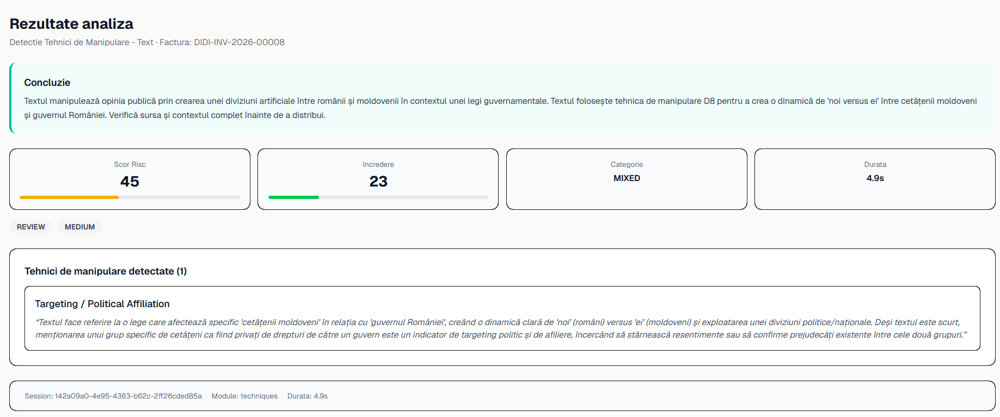 Rezultate analiza
Detectie Tehnici de Manipulare - Text · Factura: DIDI-INV-2026-00008
Concluzie
Textul manipulează opinia publică prin crearea unei diviziuni artificiale între românii și moldovenii în contextul unei legi guvernamentale. Textul folosește tehnica de manipulare D8 pentru a crea o dinamică de 'noi versus ei' între cetățenii moldoveni
și guvernul României. Verifică sursa și contextul complet înainte de a distribui.
Scor Risc
45
Incredere
23
Categorie
MIXED
Durata
4.9s
REVIEW MEDIUM
Tehnici de manipulare detectate (1)
Targeting / Political Affiliation
“Textul face referire la o lege care afectează specific 'cetățenii moldoveni' în relația cu 'guvernul României', creând o dinamică clară de 'noi' (români) versus 'ei' (moldoveni) și exploatarea unei diviziuni politice/naționale. Deși textul este scurt,
menționarea unui grup specific de cetățeni ca fiind privați de drepturi de către un guvern este un indicator de targeting politic și de afiliere, încercând să stârnească resentimente sau să confirme prejudecăți existente între cele două grupuri.”
Session: 142a09a0-4e95-4363-b62c-2ff26cded85a Module: techniques Durata: 4.9s